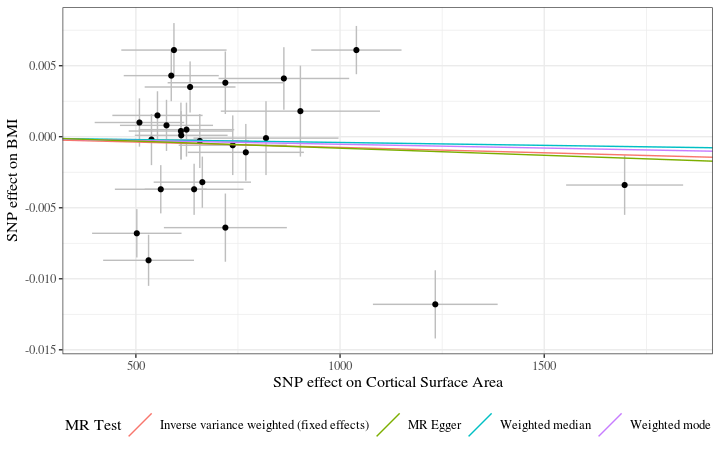 0.005
0.000
-0.005
-0.010
-0.015
SNP effect on BMI
500
1000
1500
SNP effect on Cortical Surface Area
MR Test
Inverse variance weighted (fixed effects)
MR Egger
Weighted median
Weighted mode